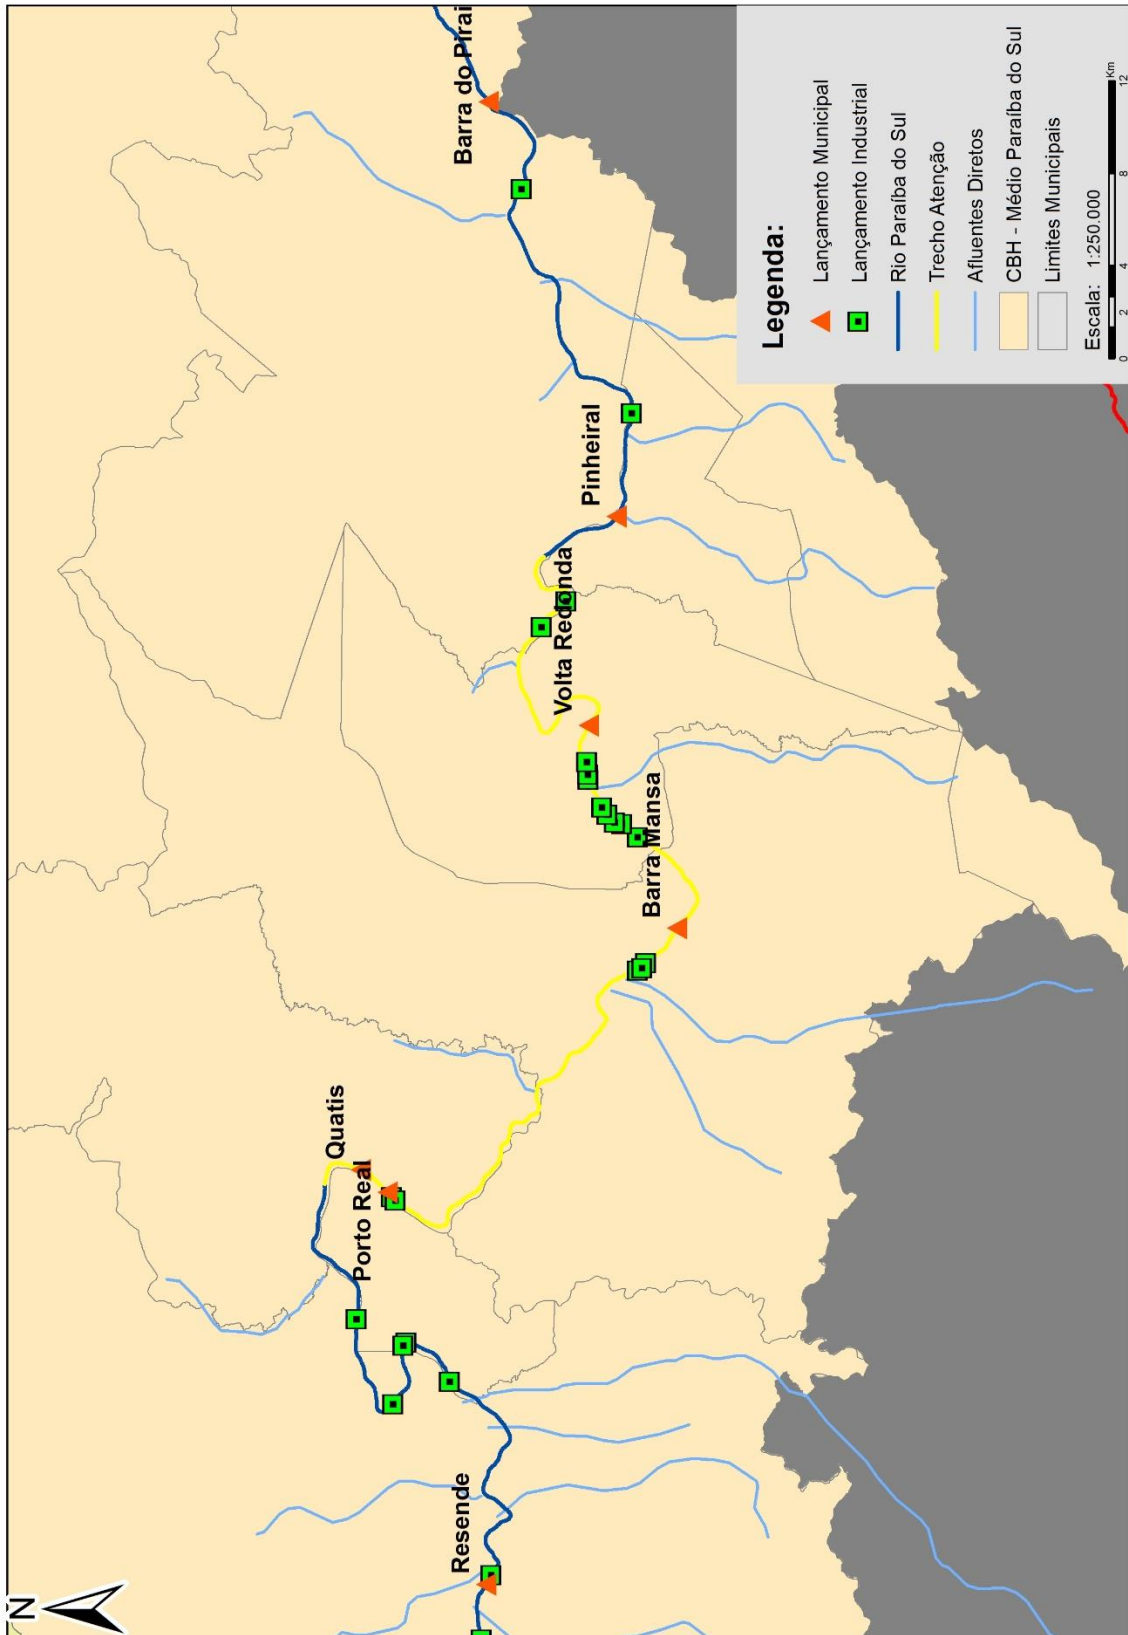 N
Resende
Porto Real
Quatis
Barra Mansa
Volta Redonda
Pinheiral
Barra do Piraí
Legenda:
Lançamento Municipal
Lançamento Industrial
Rio Paraíba do Sul
Trecho Atenção
Afluentes Diretos
CBH - Médio Paraíba do Sul
Limites Municipais
Escala: 1:250.000
0 2 4 8 12
Km